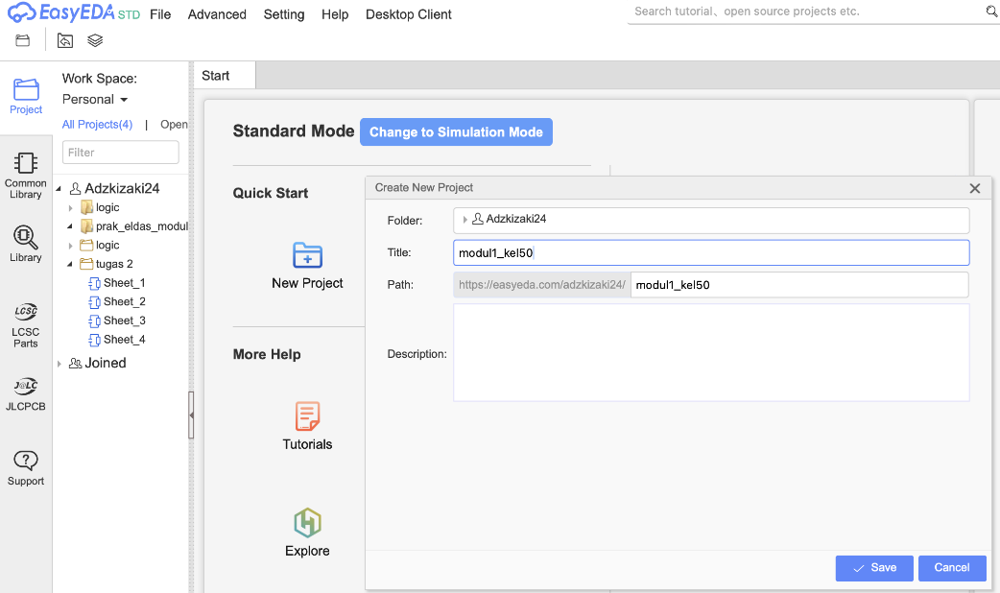 EasyEDA STD File Advanced Setting Help Desktop Client
Search tutorial、open source projects etc.
Project
Common
Library
Library
LCSC
LCSC
Parts
J@LC
JLCPCB
Support
Work Space:
Personal
All Projects(4) | Open
Filter
Adzkizaki24
logic
prak_eldas_modul
logic
tugas 2
Sheet_1
Sheet_2
Sheet_3
Sheet_4
Joined
Start
Standard Mode Change to Simulation Mode
Quick Start
New Project
More Help
Tutorials
Explore
Create New Project
Folder: Adzkizaki24
Title: modul1_kel50
Path: https://easyeda.com/adzkizaki24/ modul1_kel50
Description:
Save Cancel